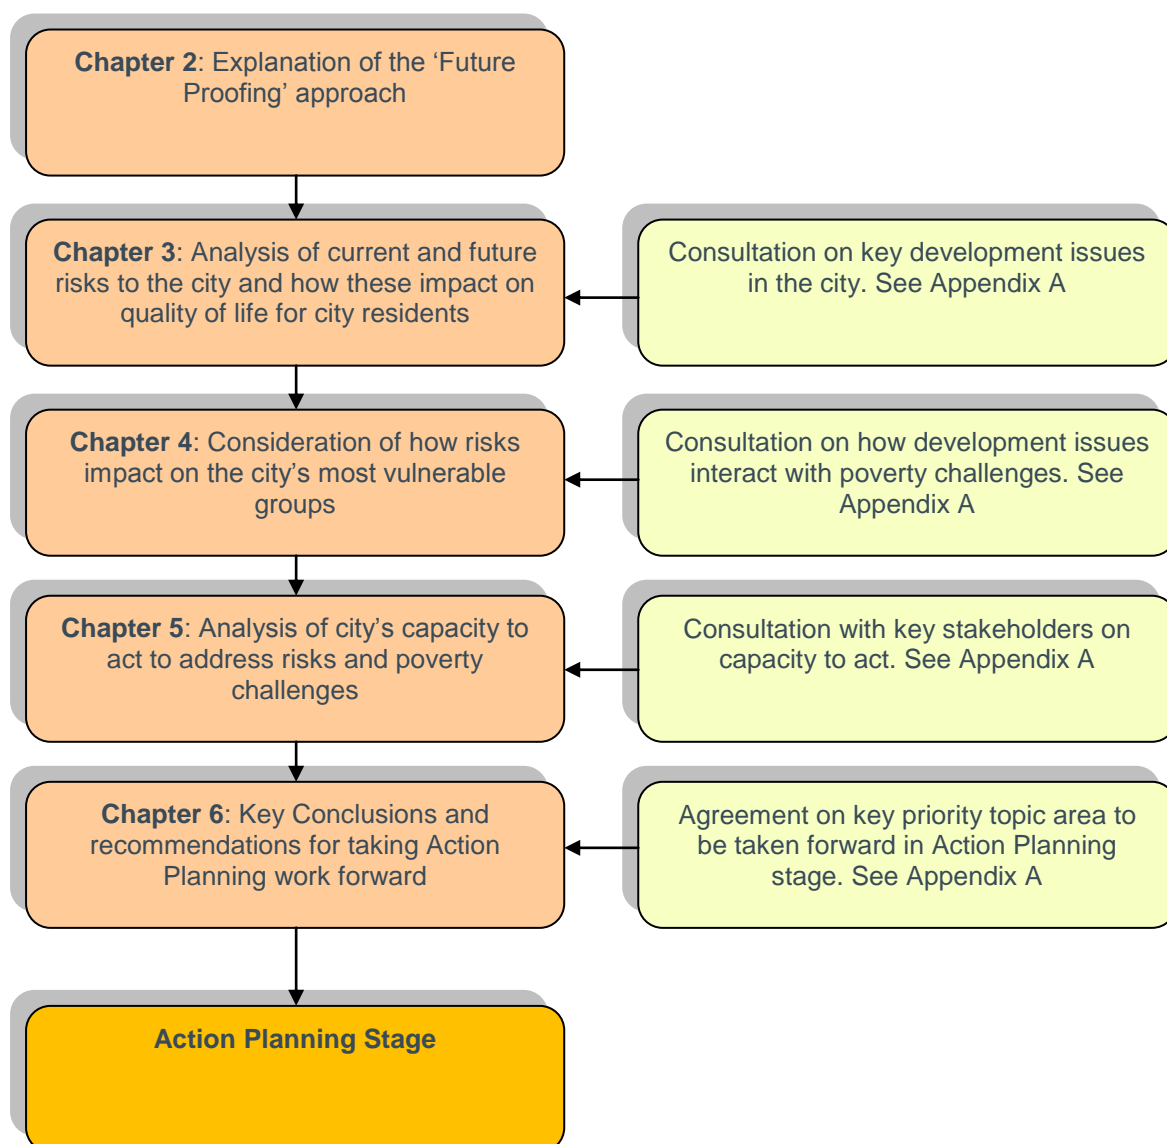 Chapter 2: Explanation of the ‘Future
Proofing’ approach
Chapter 3: Analysis of current and future
risks to the city and how these impact on
quality of life for city residents
Consultation on key development issues
in the city. See Appendix A
Chapter 4: Consideration of how risks
impact on the city’s most vulnerable
groups
Consultation on how development issues
interact with poverty challenges. See
Appendix A
Chapter 5: Analysis of city’s capacity to
act to address risks and poverty
challenges
Consultation with key stakeholders on
capacity to act. See Appendix A
Chapter 6: Key Conclusions and
recommendations for taking Action
Planning work forward
Agreement on key priority topic area to
be taken forward in Action Planning
stage. See Appendix A
Action Planning Stage